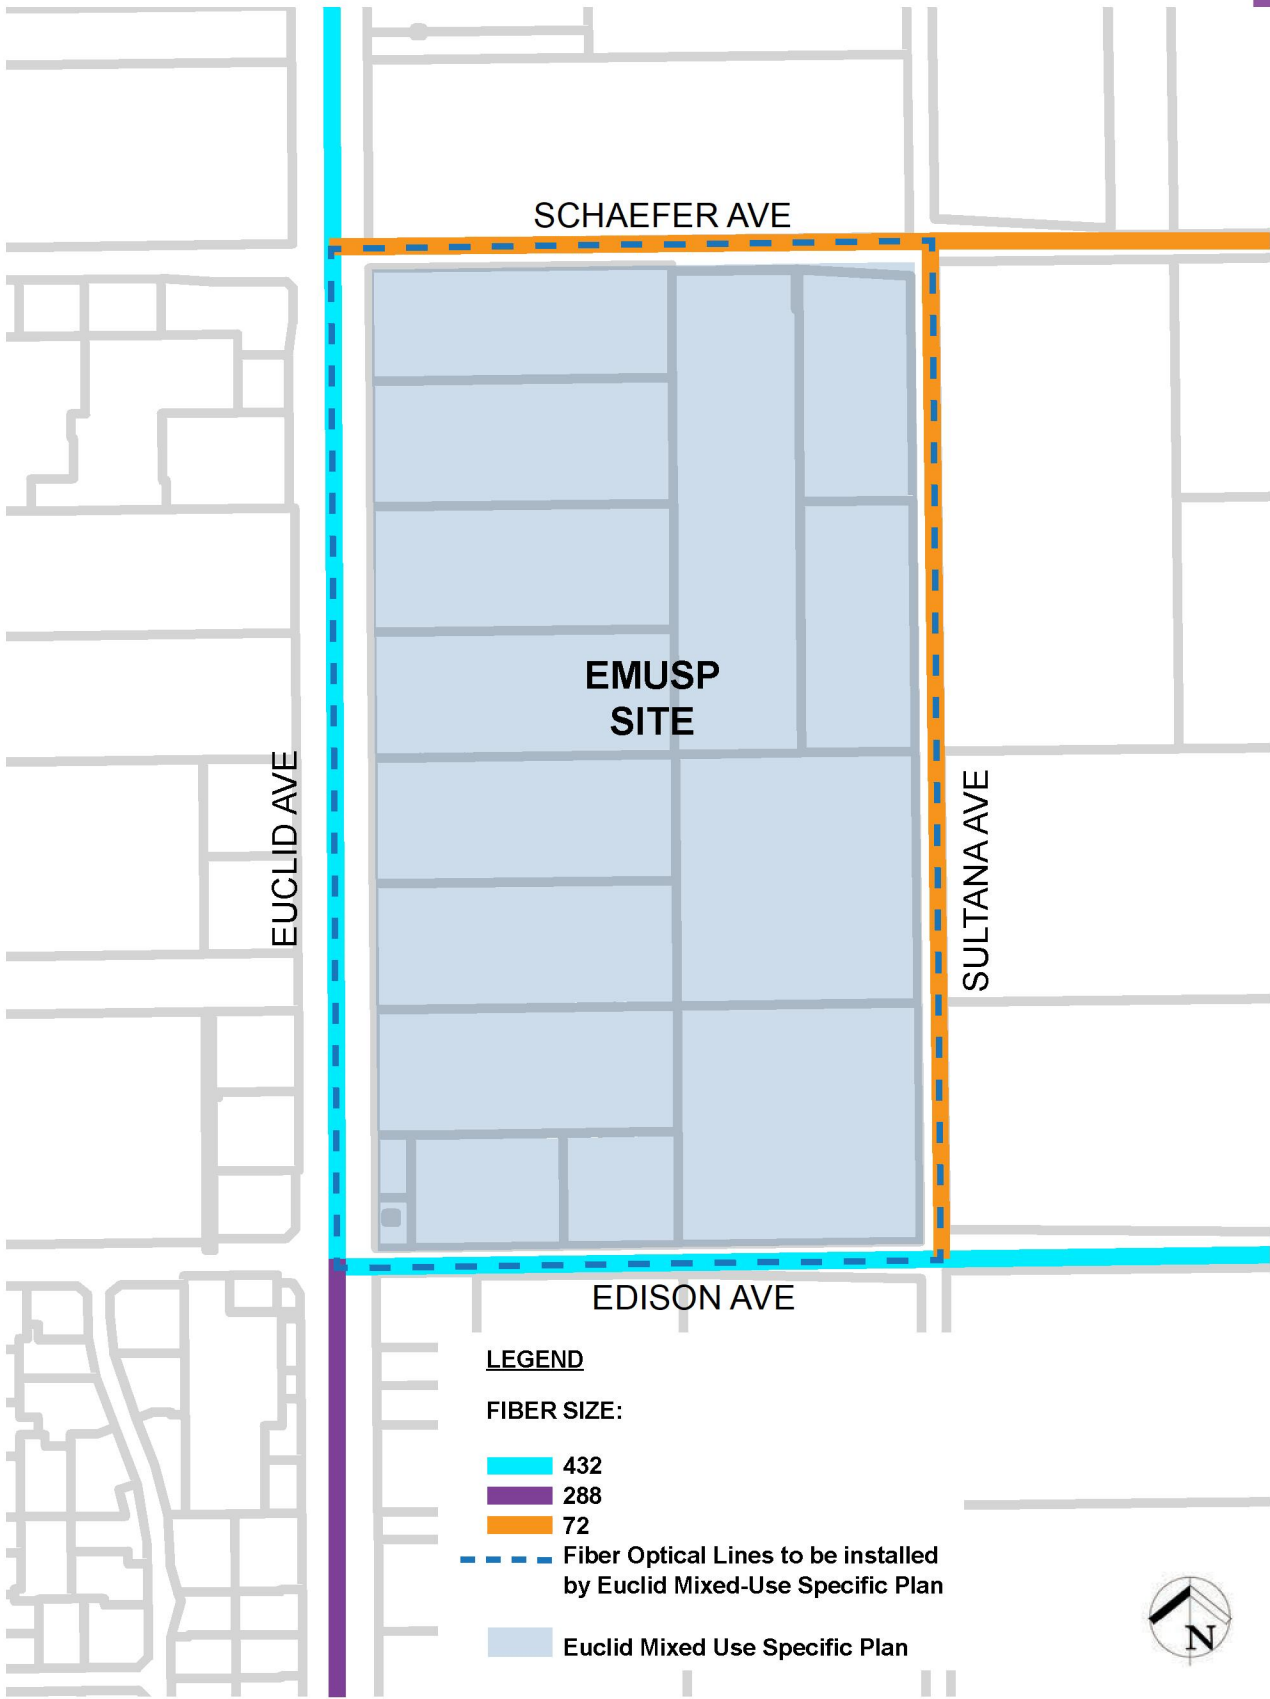 SCHAEFER AVE
EMUSP
SITE
EUCLID AVE
SULTANA AVE
EDISON AVE
LEGEND
FIBER SIZE:
432
288
72
Fiber Optical Lines to be installed
by Euclid Mixed-Use Specific Plan
Euclid Mixed Use Specific Plan
N